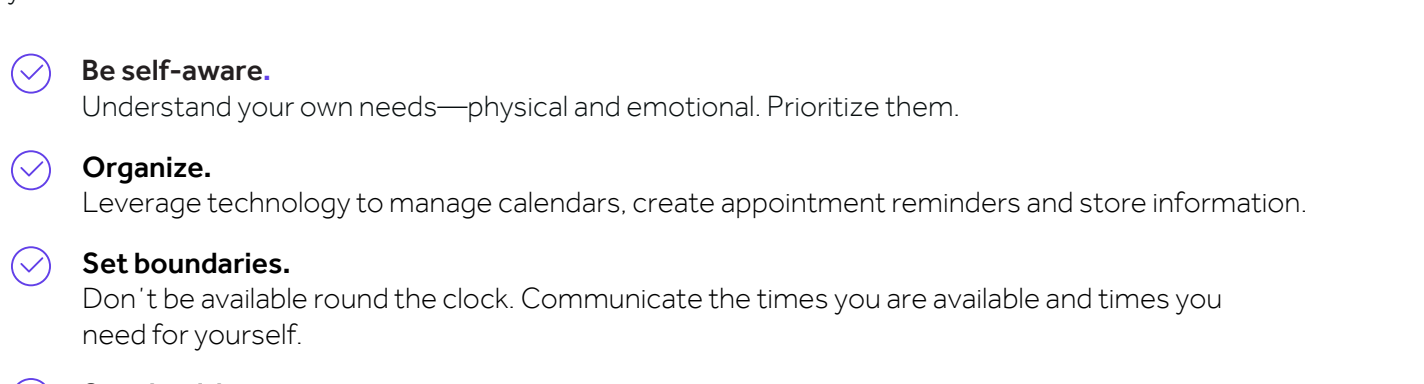 Be self-aware.
Understand your own needs—physical and emotional. Prioritize them.
Organize.
Leverage technology to manage calendars, create appointment reminders and store information.
Set boundaries.
Don't be available round the clock. Communicate the times you are available and times you
need for yourself.